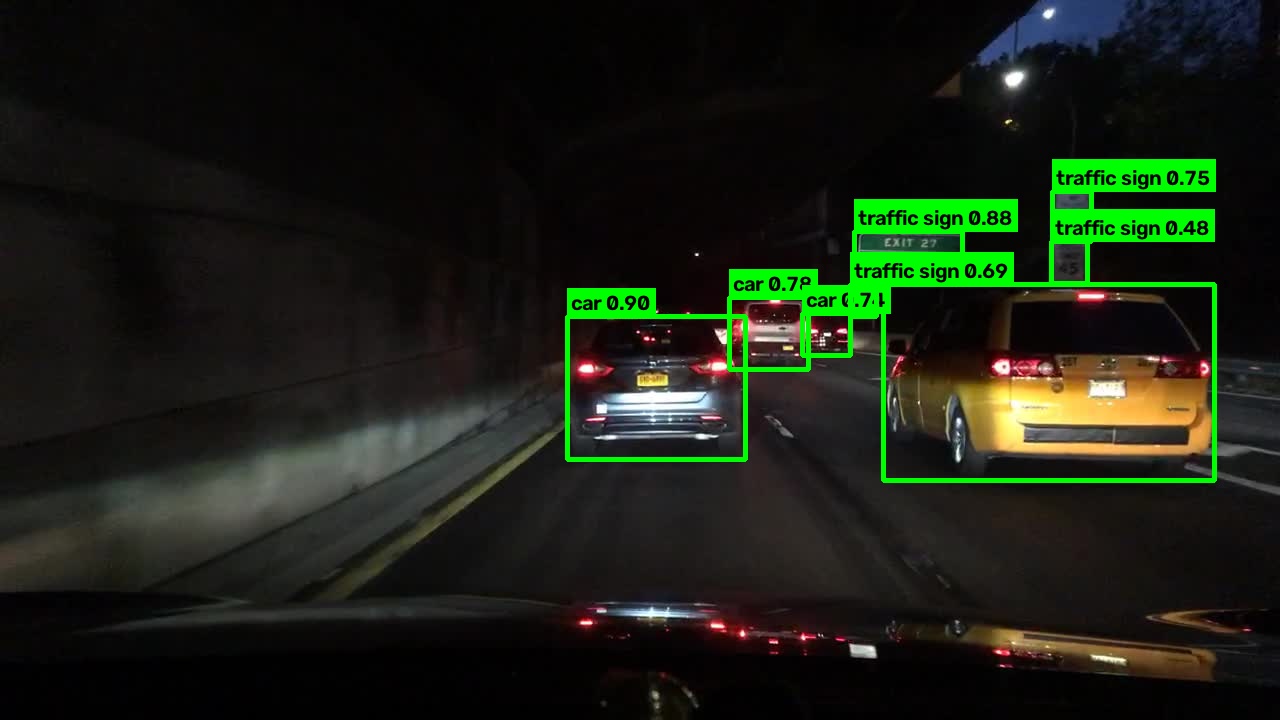 traffic sign 0.75
traffic sign 0.88
traffic sign 0.48
EXIT 27
45
traffic sign 0.69
car 0.78
car 0.74
car 0.90